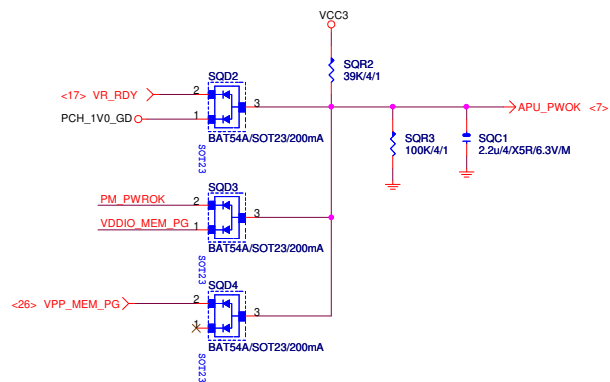 VCC3
SQR2
39K/4/1
SQD2
<17> VR_RDY
2
3
PCH_1V0_GD
1
BAT54A/SOT23/200mA
SOT23
APU_PWOK <7>
SQR3
100K/4/1
SQC1
2.2u/4/X5R/6.3V/M
SQD3
PM_PWROK
2
3
VDDIO_MEM_PG
1
BAT54A/SOT23/200mA
SOT23
SQD4
<26> VPP_MEM_PG
2
3
1
BAT54A/SOT23/200mA
SOT23